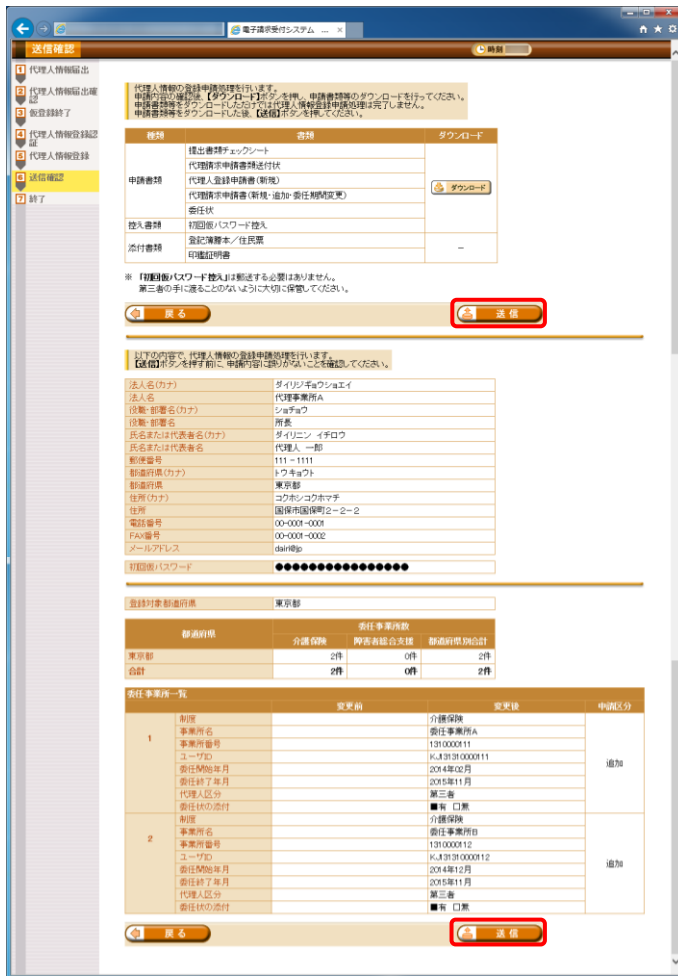 電子請求受付システム ...
送信確認
時刻
1 代理人情報届出
2 代理人情報届出確認
3 仮登録終了
4 代理人情報登録認証
5 代理人情報登録
6 送信確認
7 終了
代理人情報の登録申請処理を行います。
申請内容の確認後、【ダウンロード】ボタンを押し、申請書類等のダウンロードを行ってください。
申請書類等をダウンロードしただけでは代理人情報登録申請処理は完了しません。
申請書類等をダウンロードした後、【送信】ボタンを押してください。
種類 書類 ダウンロード
提出書類チェックシート
代理請求申請書類送付状
申請書類 代理人登録申請書(新規) ダウンロード
代理請求申請書(新規・追加・委任期間変更)
委任状
控え書類 初回仮パスワード控え
添付書類 登記簿謄本/住民票 －
印鑑証明書
※ 「初回仮パスワード控え」は郵送する必要はありません。
第三者の手に渡ることのないように大切に保管してください。
戻る 送信
以下の内容で、代理人情報の登録申請処理を行います。
【送信】ボタンを押す前に、申請内容に誤りがないことを確認してください。
法人名(カナ) ダイリジギョウショエイ
法人名 代理事業所A
役職・部署名(カナ) ショチョウ
役職・部署名 所長
氏名または代表者名(カナ) ダイリニン イチロウ
氏名または代表者名 代理人 一郎
郵便番号 111－1111
都道府県(カナ) トウキョウト
都道府県 東京都
住所(カナ) コクホシコクホマチ
住所 国保市国保町2－2－2
電話番号 00-0001-0001
FAX番号 00-0001-0002
メールアドレス dairi@jp
初回仮パスワード ●●●●●●●●●●●●●●●●
登録対象都道府県 東京都
都道府県 委任事業所数
介護保険 障害者総合支援 都道府県別合計
東京都 2件 0件 2件
合計 2件 0件 2件
委任事業所一覧
変更前 変更後 申請区分
1
制度 介護保険
事業所名 委任事業所A
事業所番号 1310000111
ユーザID KJ131310000111
委任開始年月 2014年02月
委任終了年月 2015年11月
代理人区分 第三者
委任状の添付 ■有 □無
追加
2
制度 介護保険
事業所名 委任事業所B
事業所番号 1310000112
ユーザID KJ131310000112
委任開始年月 2014年12月
委任終了年月 2015年11月
代理人区分 第三者
委任状の添付 ■有 □無
追加
戻る 送信